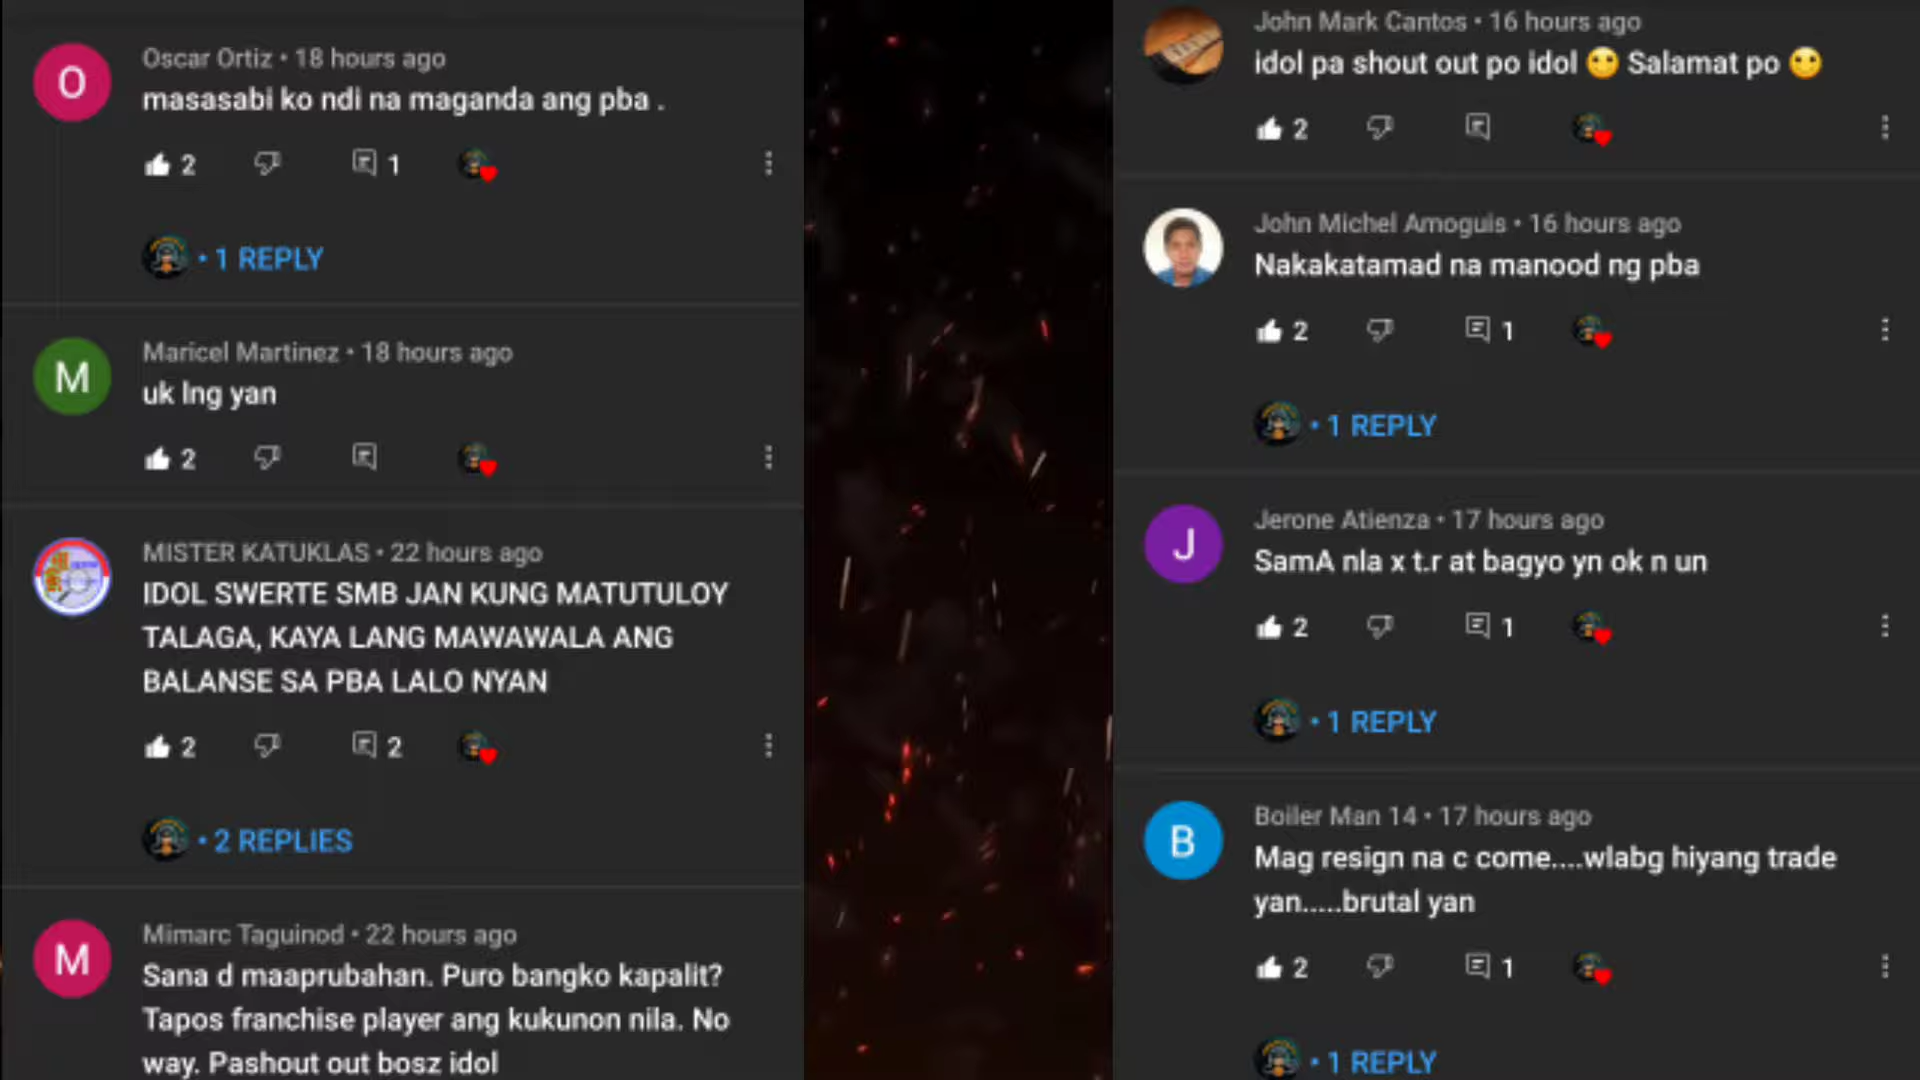 O
Oscar Ortiz • 18 hours ago
masasabi ko ndi na maganda ang pba .
2
1
• 1 REPLY
M
Maricel Martinez • 18 hours ago
uk lng yan
2
MISTER KATUKLAS • 22 hours ago
IDOL SWERTE SMB JAN KUNG MATUTULOY
TALAGA, KAYA LANG MAWAWALA ANG
BALANSE SA PBA LALO NYAN
2
2
• 2 REPLIES
M
Mimarc Taguinod • 22 hours ago
Sana d maaprubahan. Puro bangko kapalit?
Tapos franchise player ang kukunon nila. No
way. Pashout out bosz idol
John Mark Cantos • 16 hours ago
idol pa shout out po idol 🙂 Salamat po 🙂
2
John Michel Amoguis • 16 hours ago
Nakakatamad na manood ng pba
2
1
• 1 REPLY
J
Jerone Atienza • 17 hours ago
SamA nla x t.r at bagyo yn ok n un
2
1
• 1 REPLY
B
Boiler Man 14 • 17 hours ago
Mag resign na c come....wlabg hiyang trade
yan.....brutal yan
2
1
• 1 REPLY